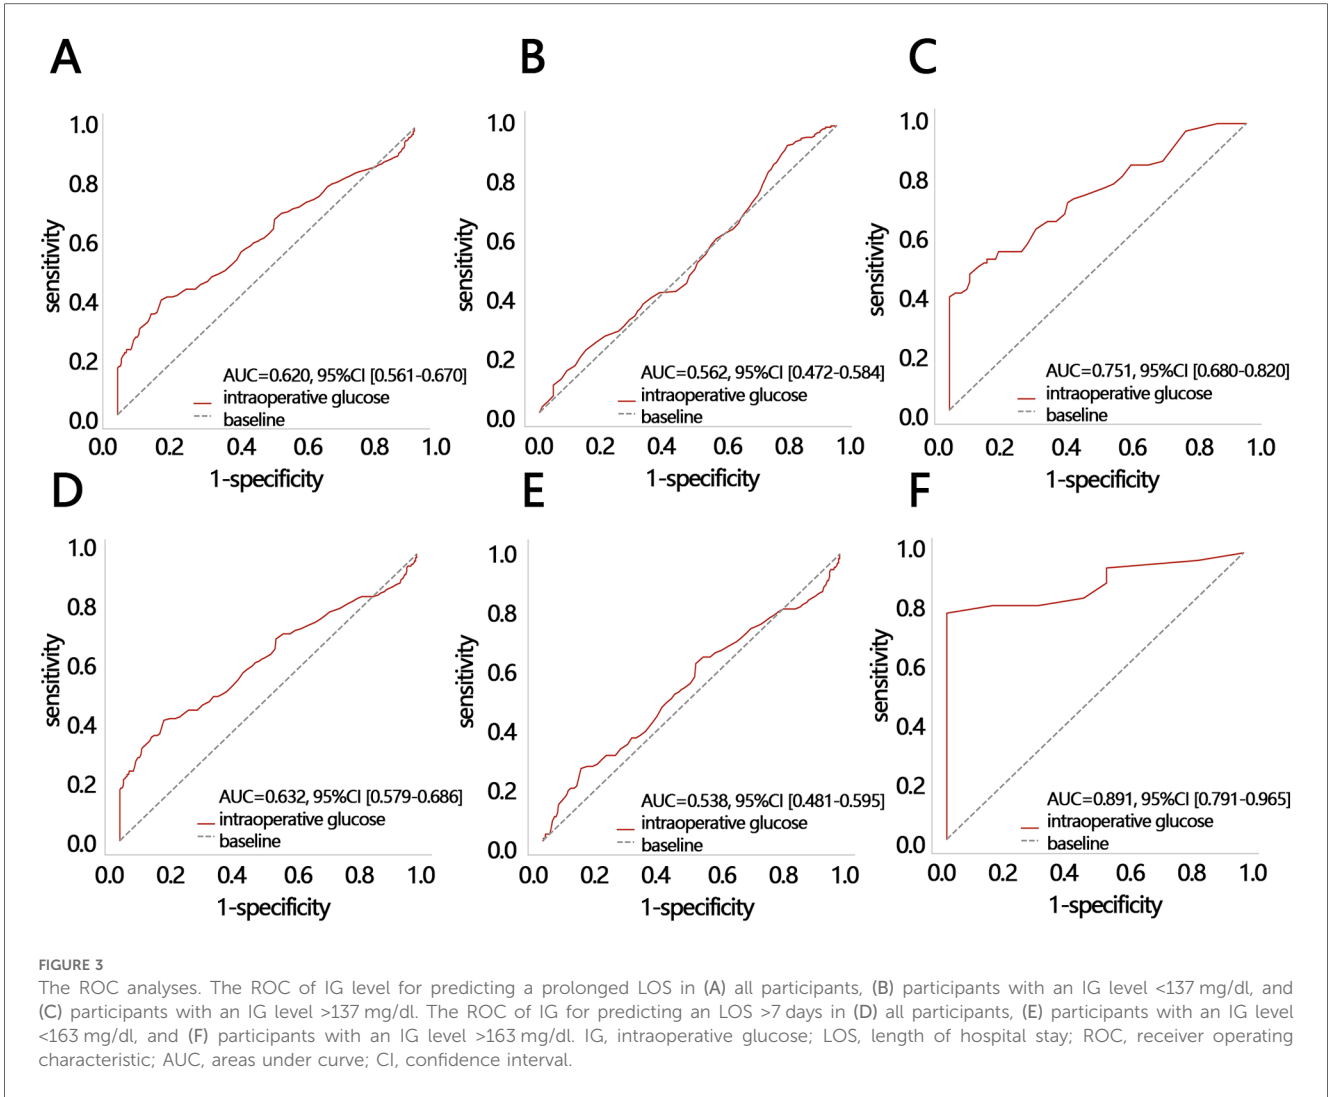 A
1.0
0.8
0.6
0.4
0.2
0.0
sensitivity
AUC=0.620, 95%CI [0.561-0.670]
intraoperative glucose
baseline
0.0 0.2 0.4 0.6 0.8 1.0
1-specificity
B
1.0
0.8
0.6
0.4
0.2
0.0
sensitivity
AUC=0.562, 95%CI [0.472-0.584]
intraoperative glucose
baseline
0.0 0.2 0.4 0.6 0.8 1.0
1-specificity
C
1.0
0.8
0.6
0.4
0.2
0.0
sensitivity
AUC=0.751, 95%CI [0.680-0.820]
intraoperative glucose
baseline
0.0 0.2 0.4 0.6 0.8 1.0
1-specificity
D
1.0
0.8
0.6
0.4
0.2
0.0
sensitivity
AUC=0.632, 95%CI [0.579-0.686]
intraoperative glucose
baseline
0.0 0.2 0.4 0.6 0.8 1.0
1-specificity
E
1.0
0.8
0.6
0.4
0.2
0.0
sensitivity
AUC=0.538, 95%CI [0.481-0.595]
intraoperative glucose
baseline
0.0 0.2 0.4 0.6 0.8 1.0
1-specificity
F
1.0
0.8
0.6
0.4
0.2
0.0
sensitivity
AUC=0.891, 95%CI [0.791-0.965]
intraoperative glucose
baseline
0.0 0.2 0.4 0.6 0.8 1.0
1-specificity
FIGURE 3
The ROC analyses. The ROC of IG level for predicting a prolonged LOS in (A) all participants, (B) participants with an IG level <137 mg/dl, and
(C) participants with an IG level >137 mg/dl. The ROC of IG for predicting an LOS >7 days in (D) all participants, (E) participants with an IG level
<163 mg/dl, and (F) participants with an IG level >163 mg/dl. IG, intraoperative glucose; LOS, length of hospital stay; ROC, receiver operating
characteristic; AUC, areas under curve; CI, confidence interval.